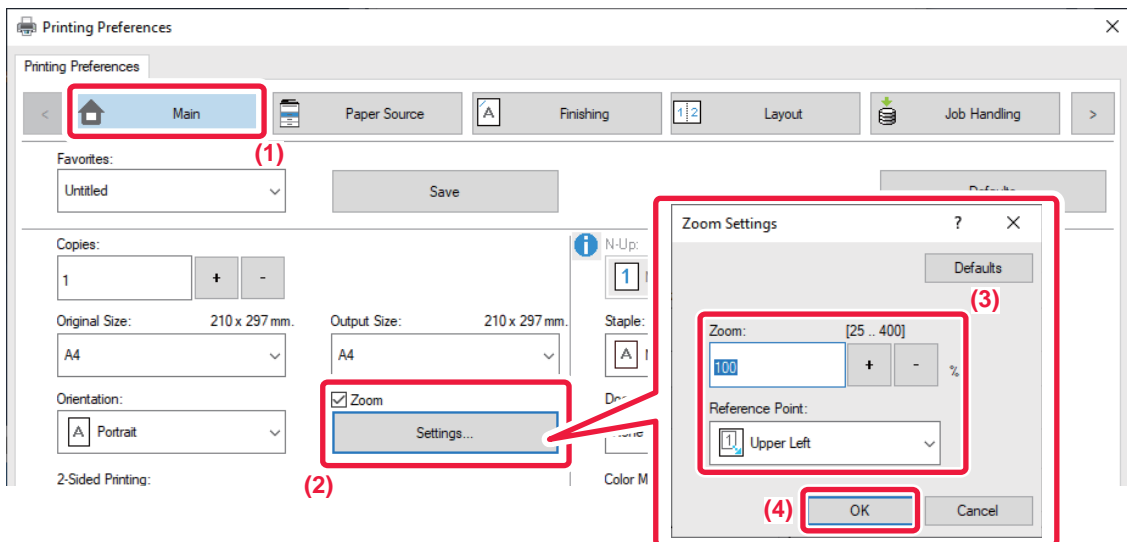 Printing Preferences
Printing Preferences
< Main Paper Source Finishing Layout Job Handling >
(1)
Favorites:
Untitled Save Defaults
Zoom Settings ? ×
Copies: N-Up:
1 + - 1
Defaults
(3)
Original Size: 210 x 297 mm. Output Size: 210 x 297 mm. Staple:
A4 A4
Zoom: [25 .. 400]
100 + - %
Orientation: Zoom
Portrait Settings...
Reference Point:
Upper Left
2-Sided Printing: (2) Color M
(4) OK Cancel